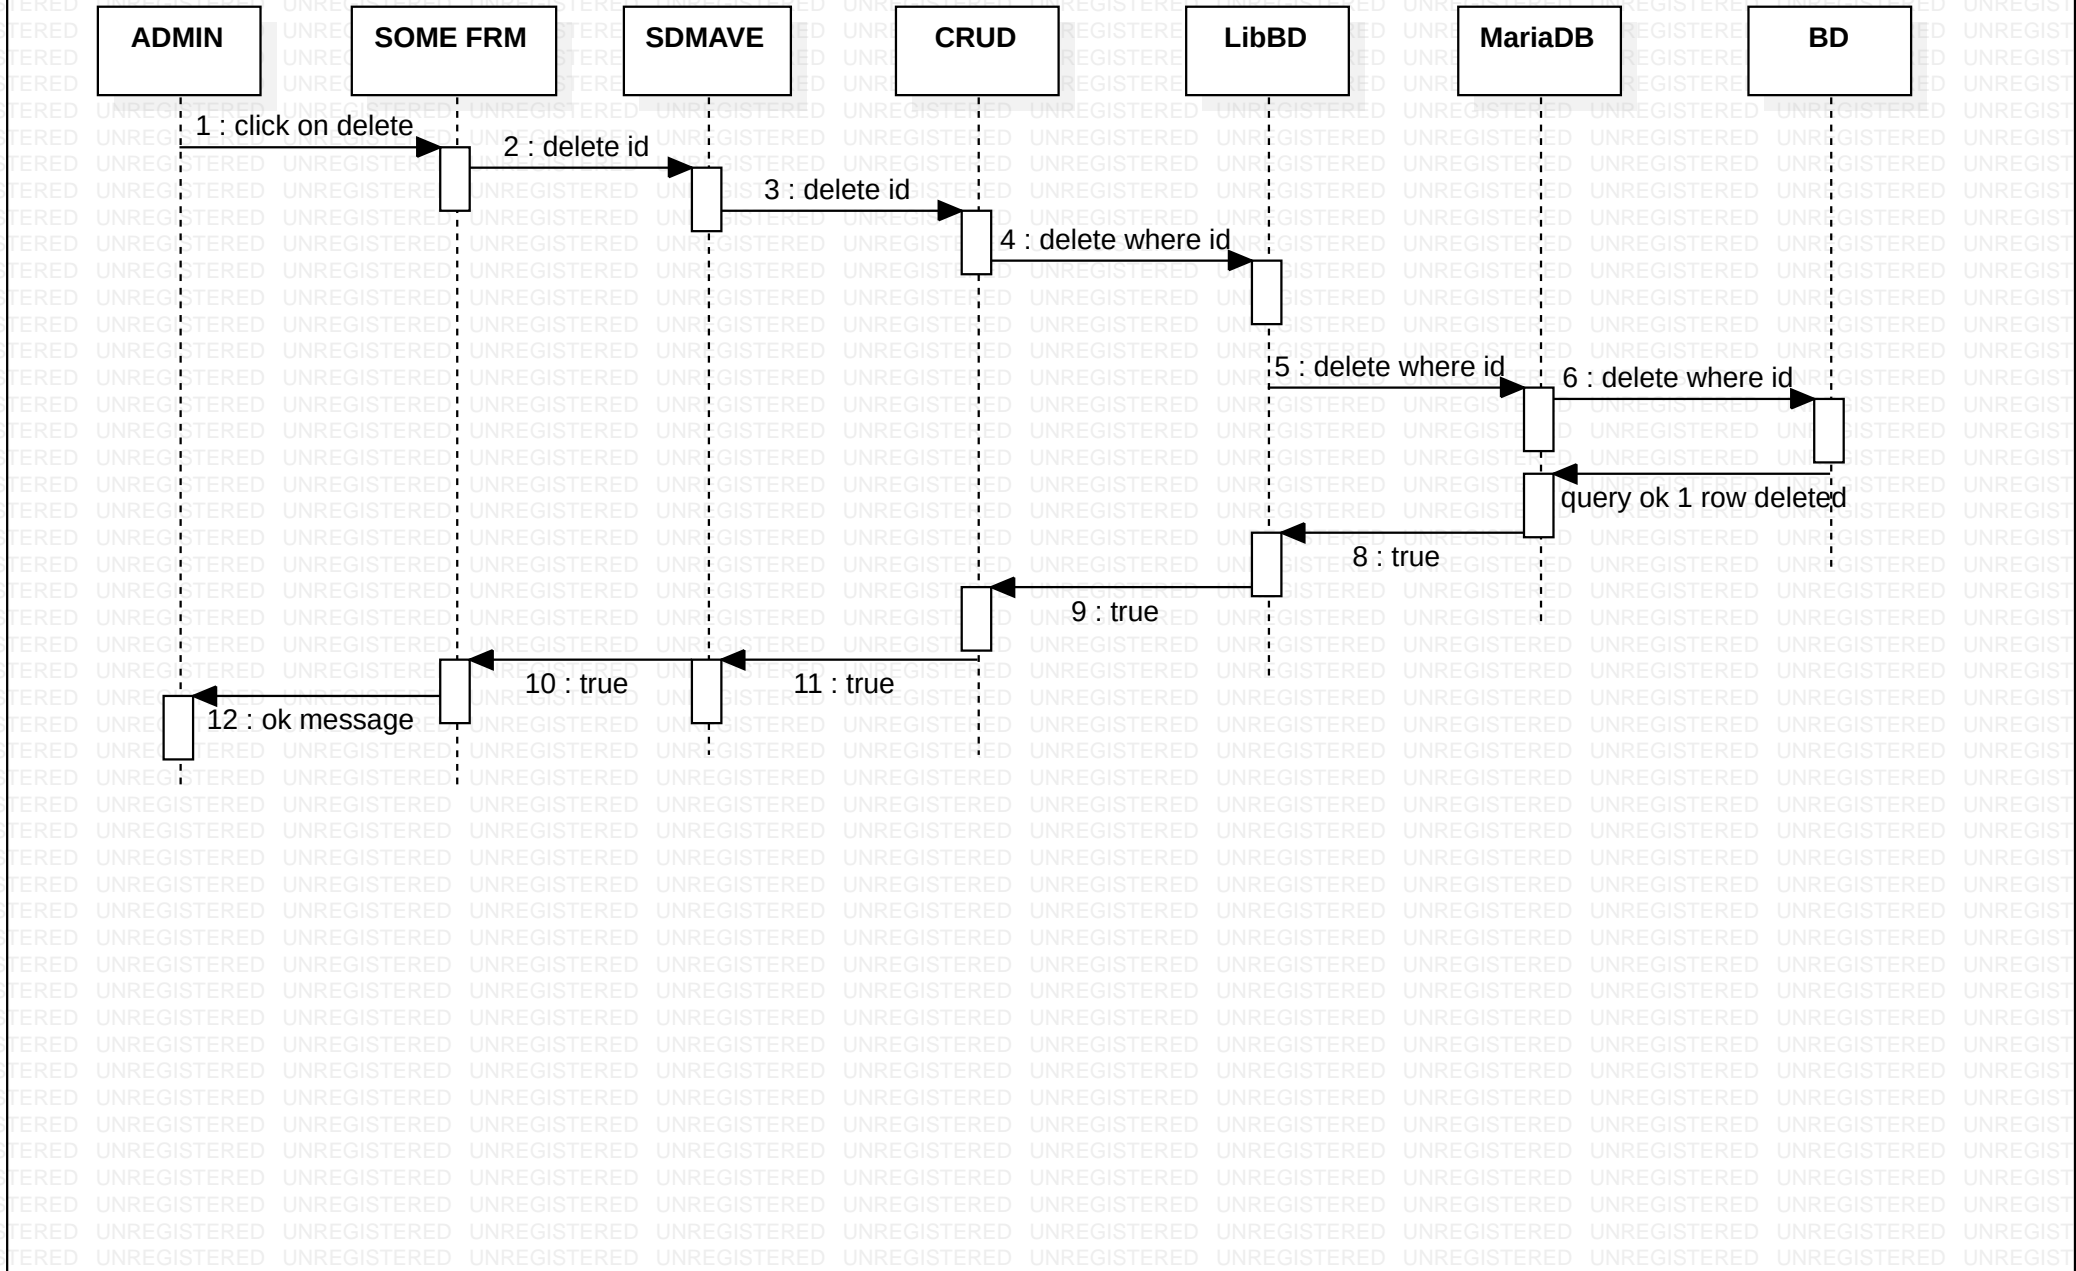 ADMIN
SOME FRM
SDMAVE
CRUD
LibBD
MariaDB
BD
1 : click on delete
2 : delete id
3 : delete id
4 : delete where id
5 : delete where id
6 : delete where id
query ok 1 row deleted
8 : true
9 : true
10 : true
11 : true
12 : ok message
UNREGISTERED